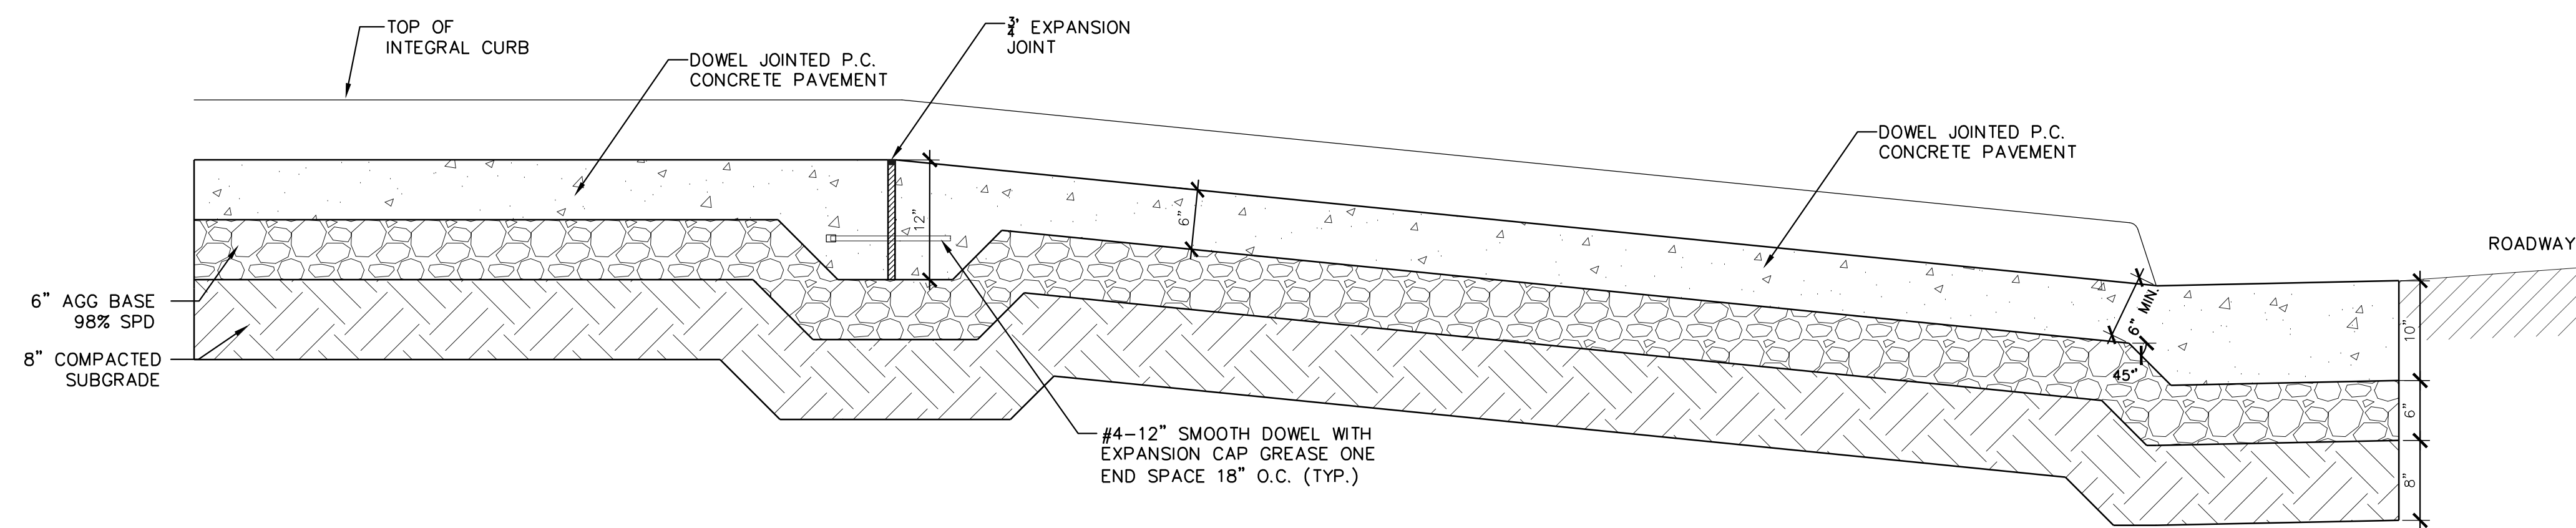 TOP OF
INTEGRAL CURB
3/4' EXPANSION
JOINT
DOWEL JOINTED P.C.
CONCRETE PAVEMENT
DOWEL JOINTED P.C.
CONCRETE PAVEMENT
12"
6"
ROADWAY
6" AGG BASE
98% SPD
8" COMPACTED
SUBGRADE
6" MIN.
45°
10"
6"
8"
#4-12" SMOOTH DOWEL WITH
EXPANSION CAP GREASE ONE
END SPACE 18" O.C. (TYP.)